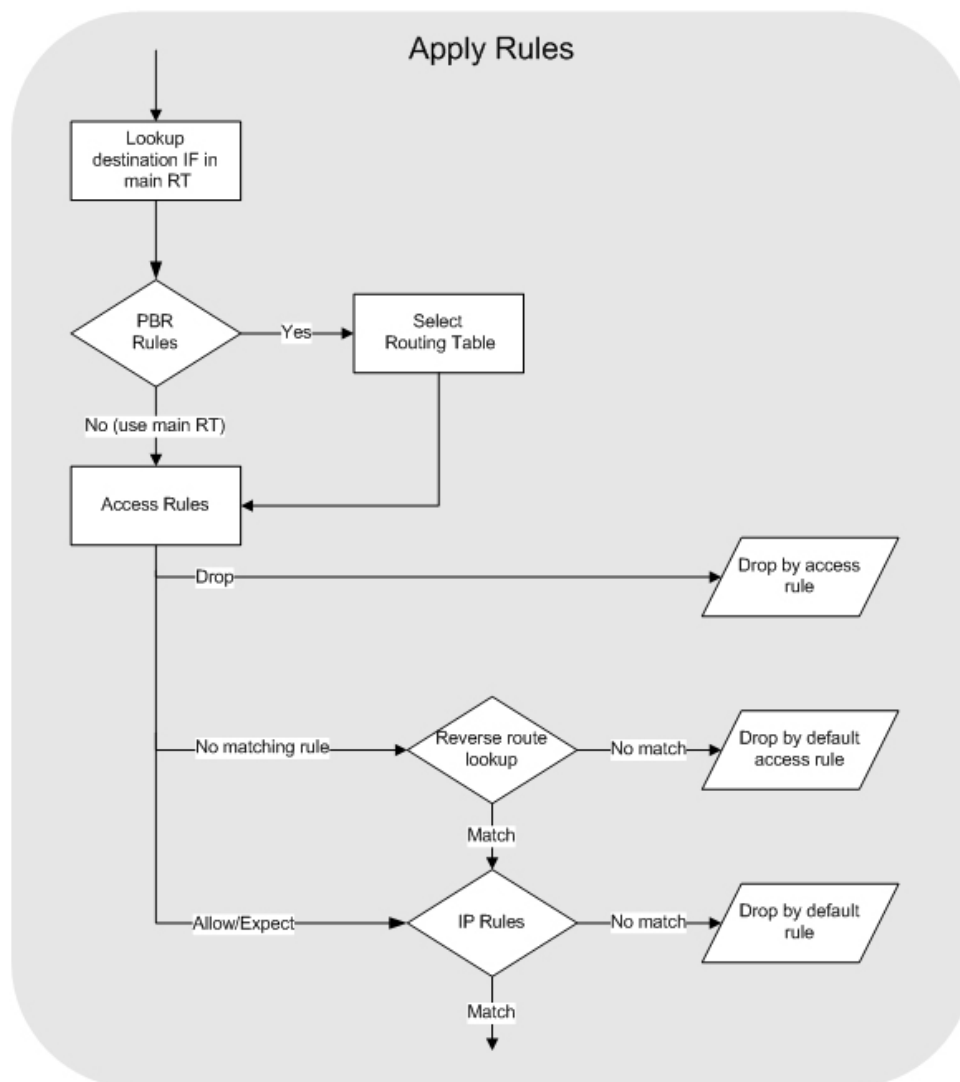 Apply Rules
Lookup
destination IF in
main RT
PBR
Rules
Yes
Select
Routing Table
No (use main RT)
Access Rules
Drop
Drop by access
rule
No matching rule
Reverse route
lookup
No match
Drop by default
access rule
Match
Allow/Expect
IP Rules
No match
Drop by default
rule
Match